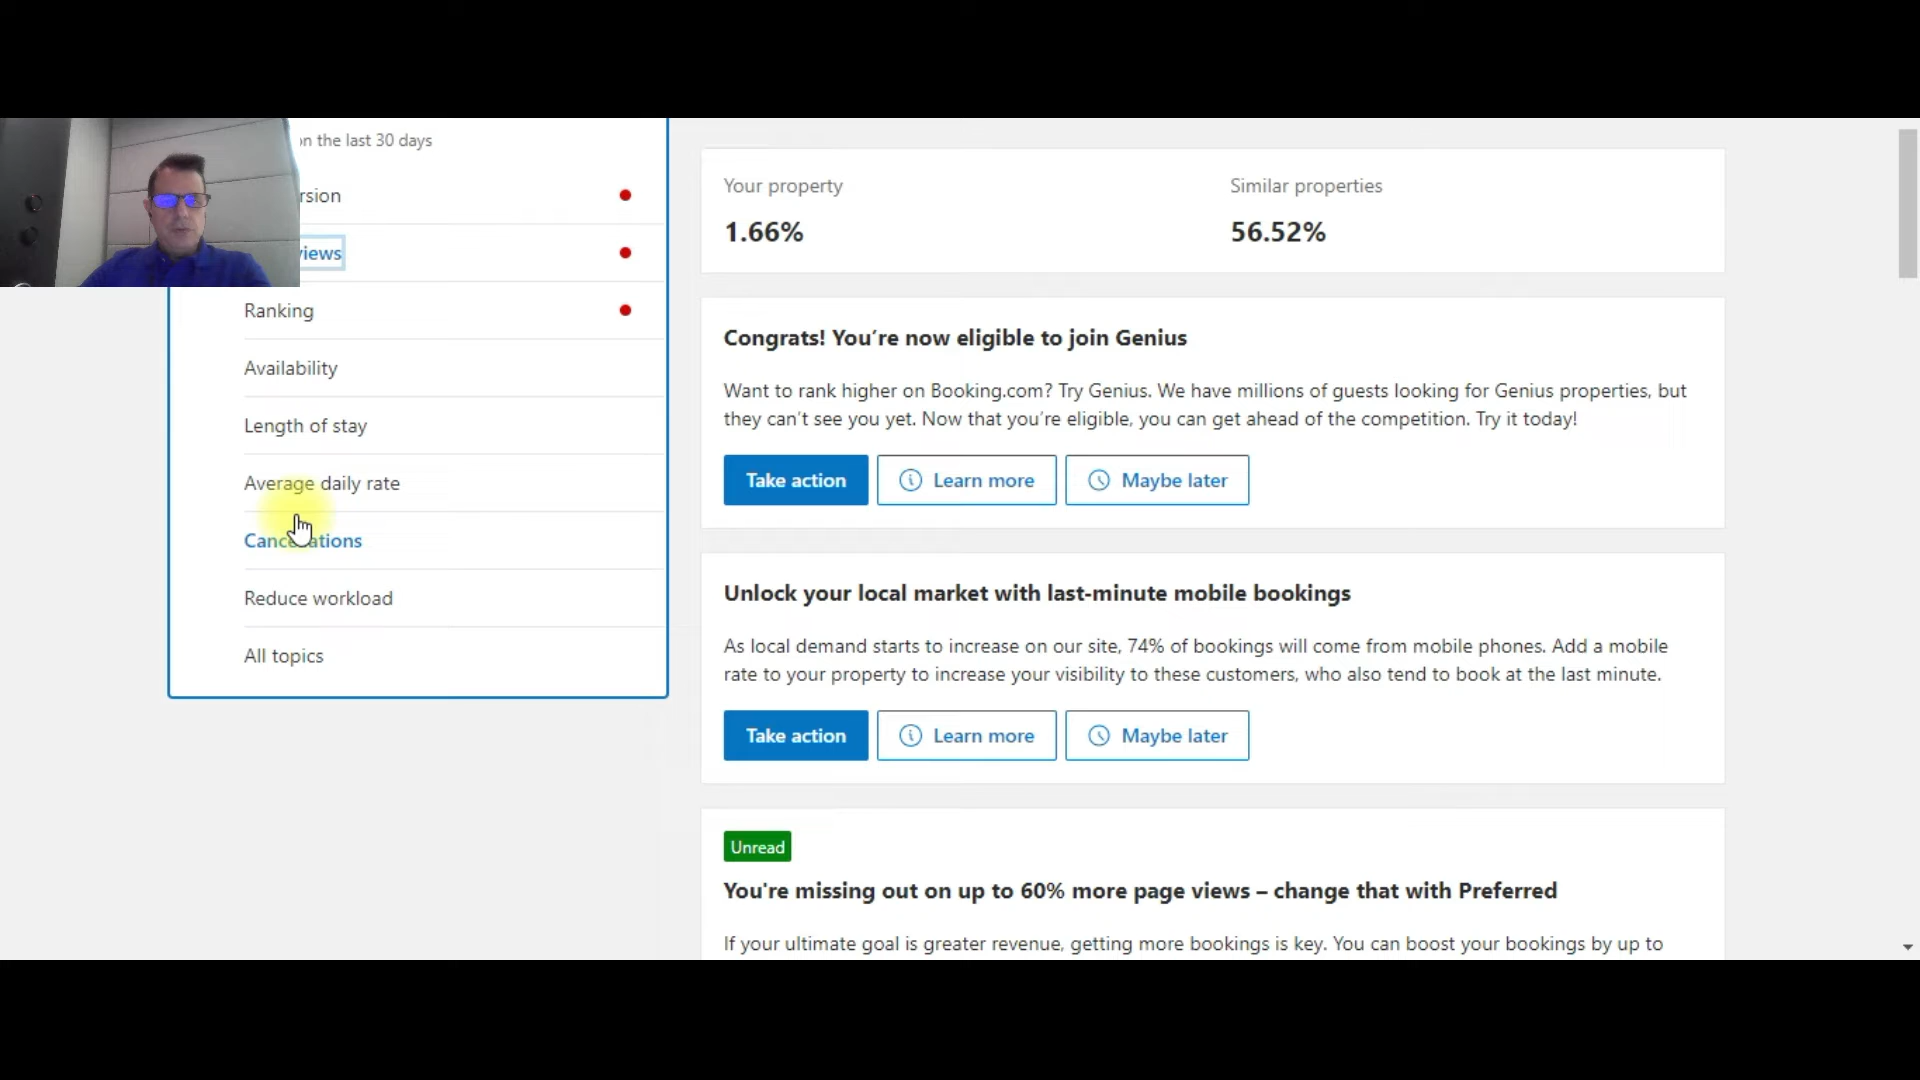 on the last 30 days
rsion
views
Ranking
Availability
Length of stay
Average daily rate
Cancellations
Reduce workload
All topics
Your property
Similar properties
1.66%
56.52%
Congrats! You’re now eligible to join Genius
Want to rank higher on Booking.com? Try Genius. We have millions of guests looking for Genius properties, but
they can’t see you yet. Now that you’re eligible, you can get ahead of the competition. Try it today!
Take action
Learn more
Maybe later
Unlock your local market with last-minute mobile bookings
As local demand starts to increase on our site, 74% of bookings will come from mobile phones. Add a mobile
rate to your property to increase your visibility to these customers, who also tend to book at the last minute.
Take action
Learn more
Maybe later
Unread
You're missing out on up to 60% more page views – change that with Preferred
If your ultimate goal is greater revenue, getting more bookings is key. You can boost your bookings by up to